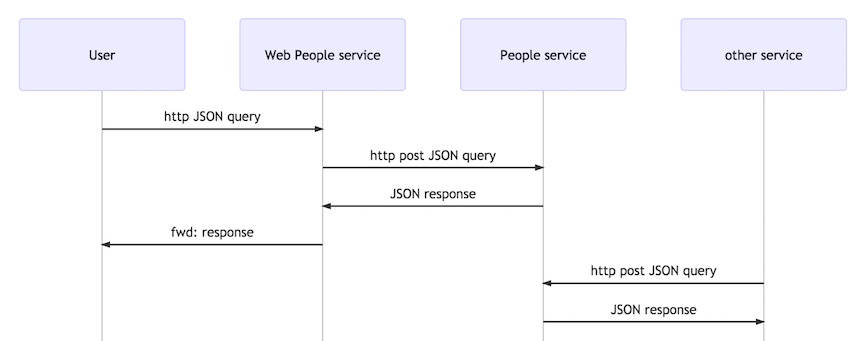 User
Web People service
People service
other service
http JSON query
http post JSON query
JSON response
fwd: response
http post JSON query
JSON response